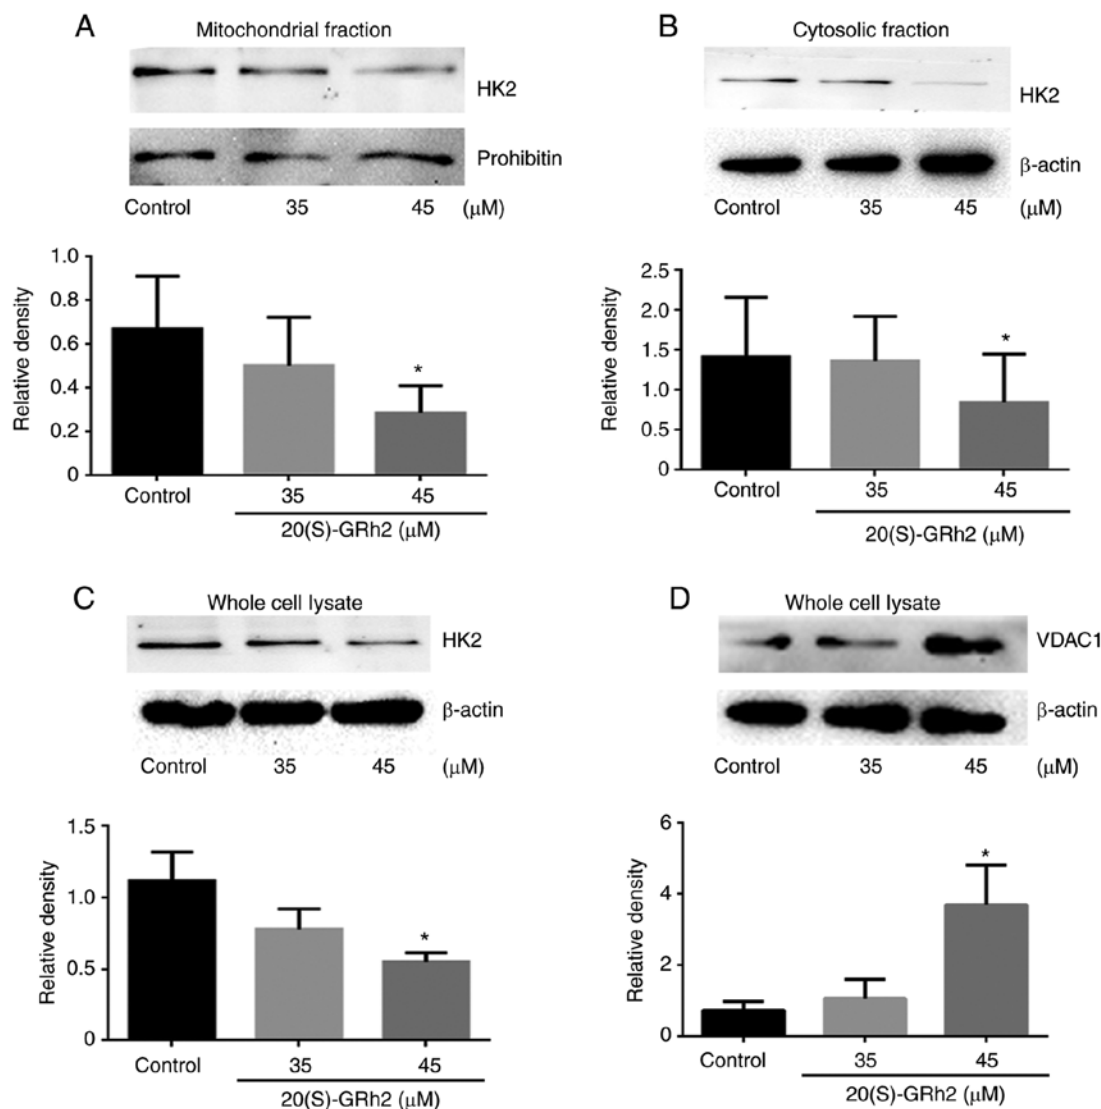 A
Mitochondrial fraction
HK2
Prohibitin
Control 35 45 (μM)
1.0
0.8
0.6
0.4
0.2
0
Relative density
*
Control 35 45
20(S)-GRh2 (μM)
B
Cytosolic fraction
HK2
β-actin
Control 35 45 (μM)
2.5
2.0
1.5
1.0
0.5
0
Relative density
*
Control 35 45
20(S)-GRh2 (μM)
C
Whole cell lysate
HK2
β-actin
Control 35 45 (μM)
1.5
1.0
0.5
0
Relative density
*
Control 35 45
20(S)-GRh2 (μM)
D
Whole cell lysate
VDAC1
β-actin
Control 35 45 (μM)
6
4
2
0
Relative density
*
Control 35 45
20(S)-GRh2 (μM)